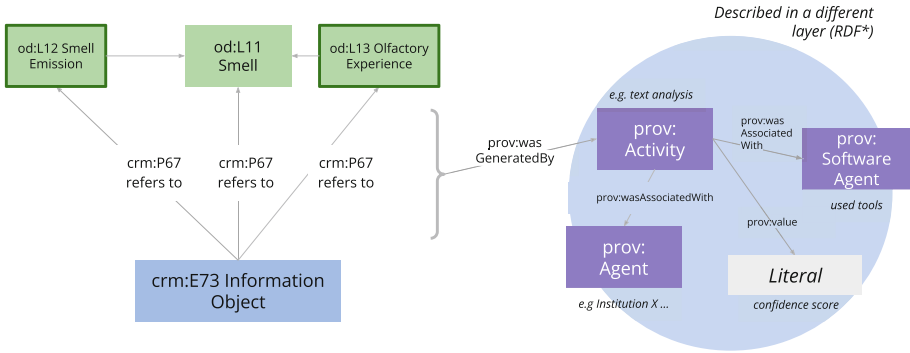 Described in a different
layer (RDF*)
od:L12 Smell
Emission
od:L11
Smell
od:L13 Olfactory
Experience
crm:P67
refers to
crm:P67
refers to
crm:P67
refers to
crm:E73 Information
Object
prov:was
GeneratedBy
e.g. text analysis
prov:
Activity
prov:was
Associated
With
prov:
Software
Agent
used tools
prov:wasAssociatedWith
prov:value
prov:
Agent
e.g Institution X ...
Literal
confidence score